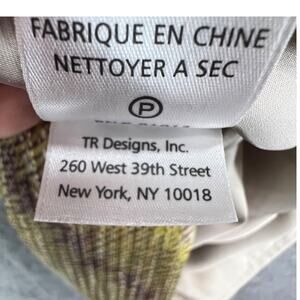 FABRIQUE EN CHINE
NETTOYER A SEC
P
TR Designs, Inc.
260 West 39th Street
New York, NY 10018